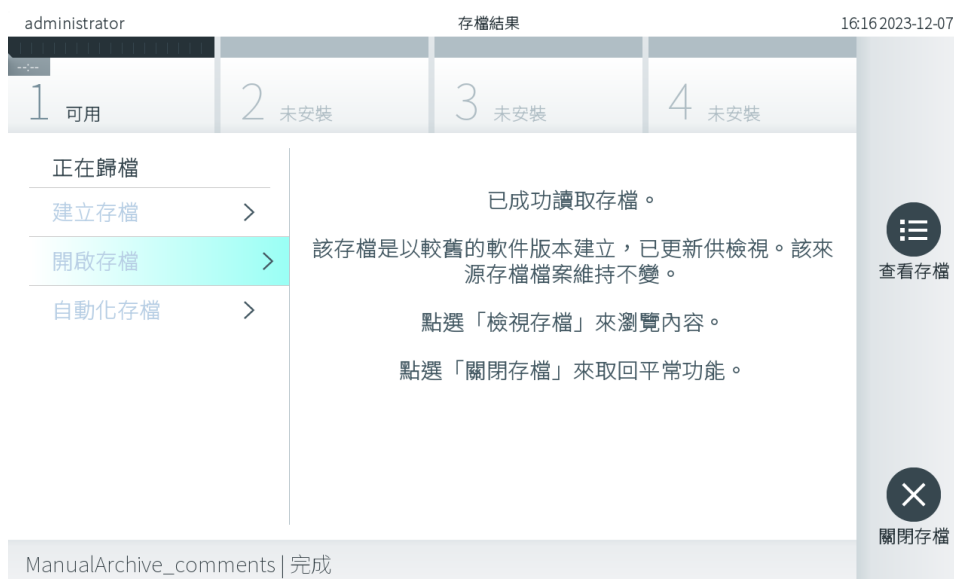 administrator
存檔結果
16:16 2023-12-07
--:--
1 可用
2 未安裝
3 未安裝
4 未安裝
正在歸檔
建立存檔
開啟存檔
自動化存檔
已成功讀取存檔。
該存檔是以較舊的軟件版本建立，已更新供檢視。該來
源存檔檔案維持不變。
點選「檢視存檔」來瀏覽內容。
點選「關閉存檔」來取回平常功能。
查看存檔
關閉存檔
ManualArchive_comments | 完成